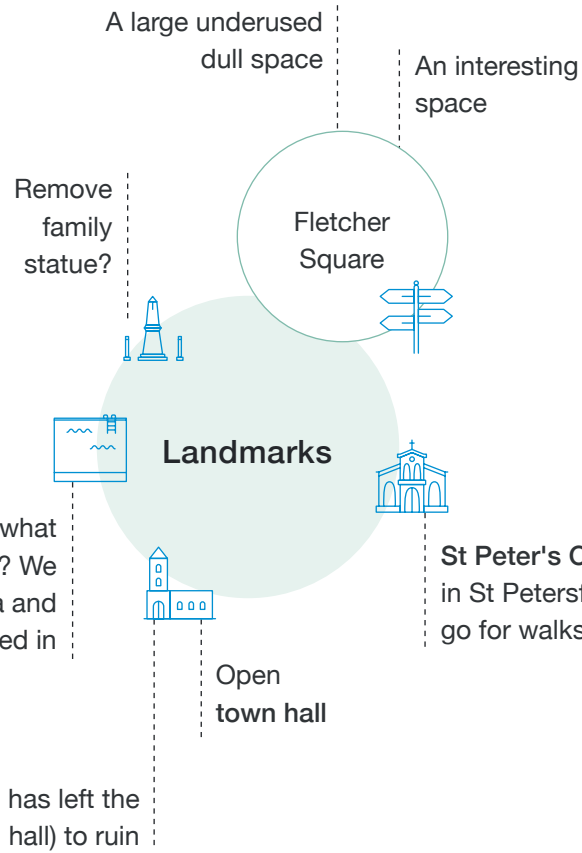 A large underused
dull space
An interesting
space
Remove
family
statue?
Fletcher
Square
Landmarks
what
? We
and
ed in
St Peter's
in St Petersf
go for walks
Open
town hall
has left the
hall) to ruin